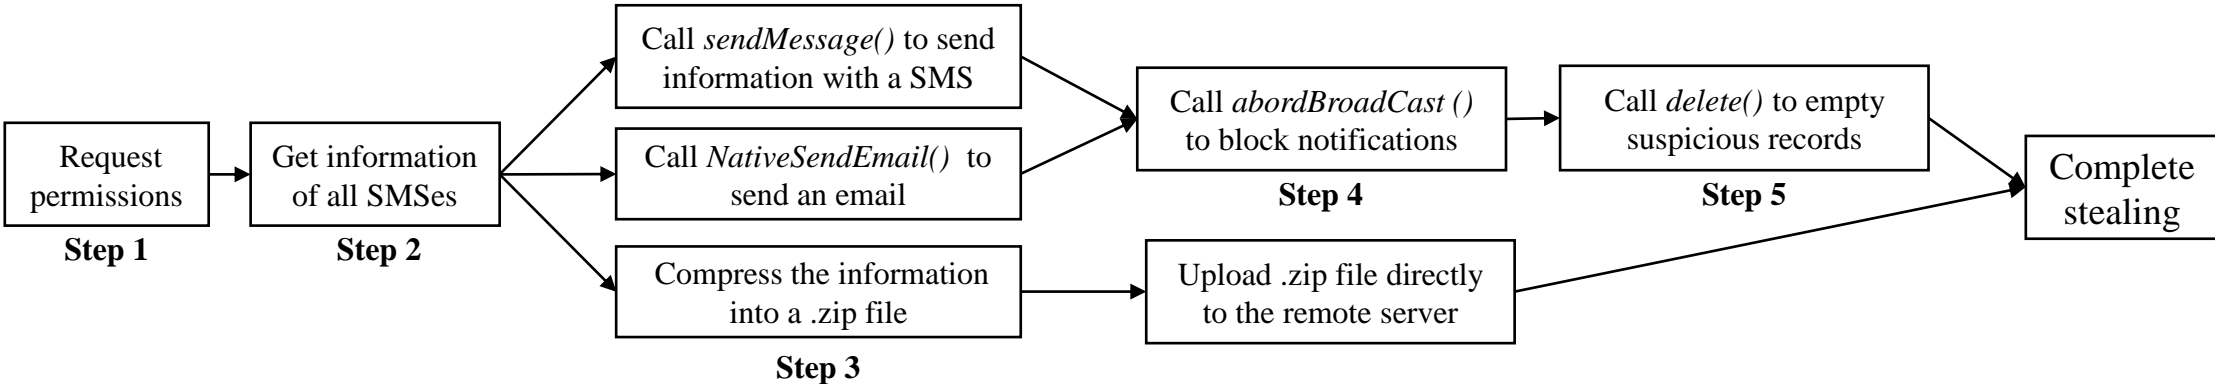 Request
permissions
Step 1
Get information
of all SMSes
Step 2
Call sendMessage() to send
information with a SMS
Call NativeSendEmail() to
send an email
Compress the information
into a .zip file
Step 3
Call abordBroadCast ()
to block notifications
Step 4
Upload .zip file directly
to the remote server
Call delete() to empty
suspicious records
Step 5
Complete
stealing